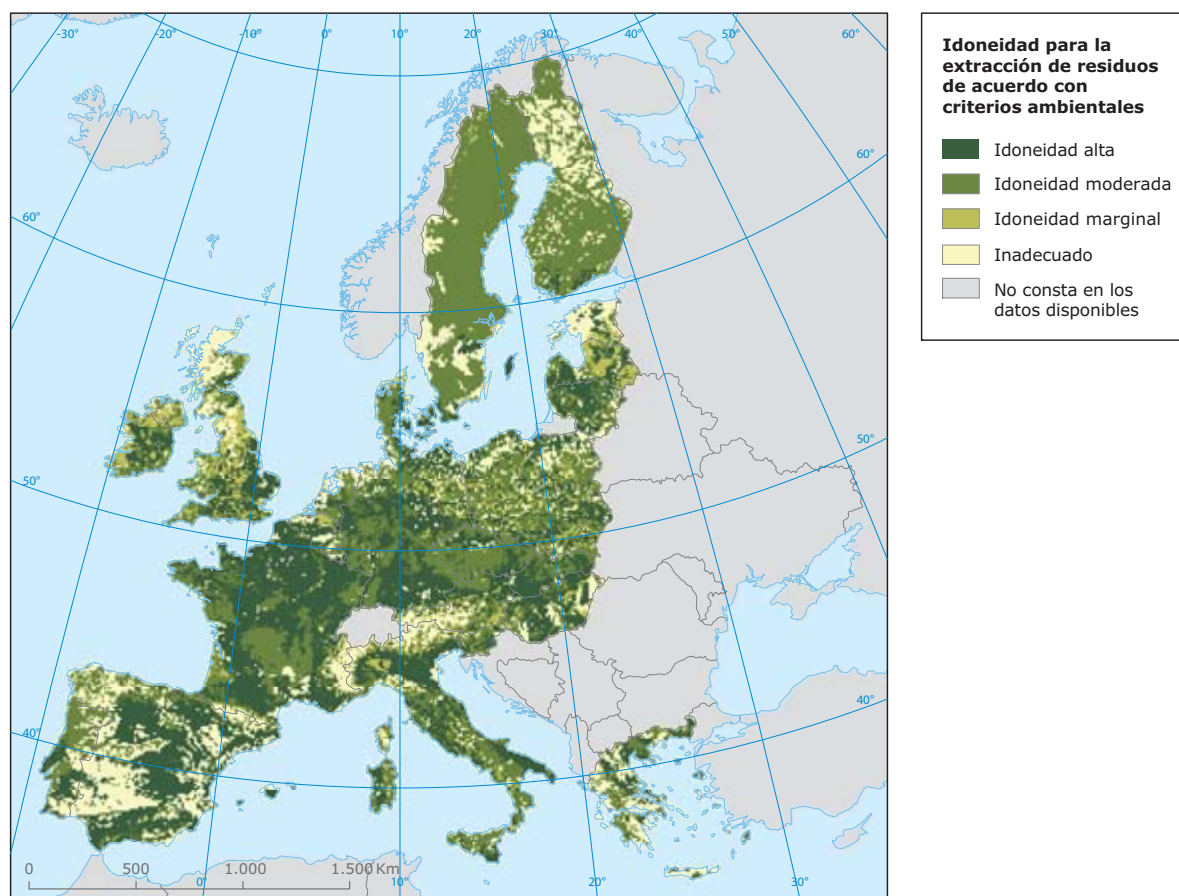 -30°
-20°
-10°
0°
10°
20°
30°
40°
50°
60°
60°
60°
50°
50°
40°
40°
0
500
1.000
1.500 Km
0°
10°
20°
30°
Idoneidad para la
extracción de residuos
de acuerdo con
criterios ambientales
Idoneidad alta
Idoneidad moderada
Idoneidad marginal
Inadecuado
No consta en los
datos disponibles